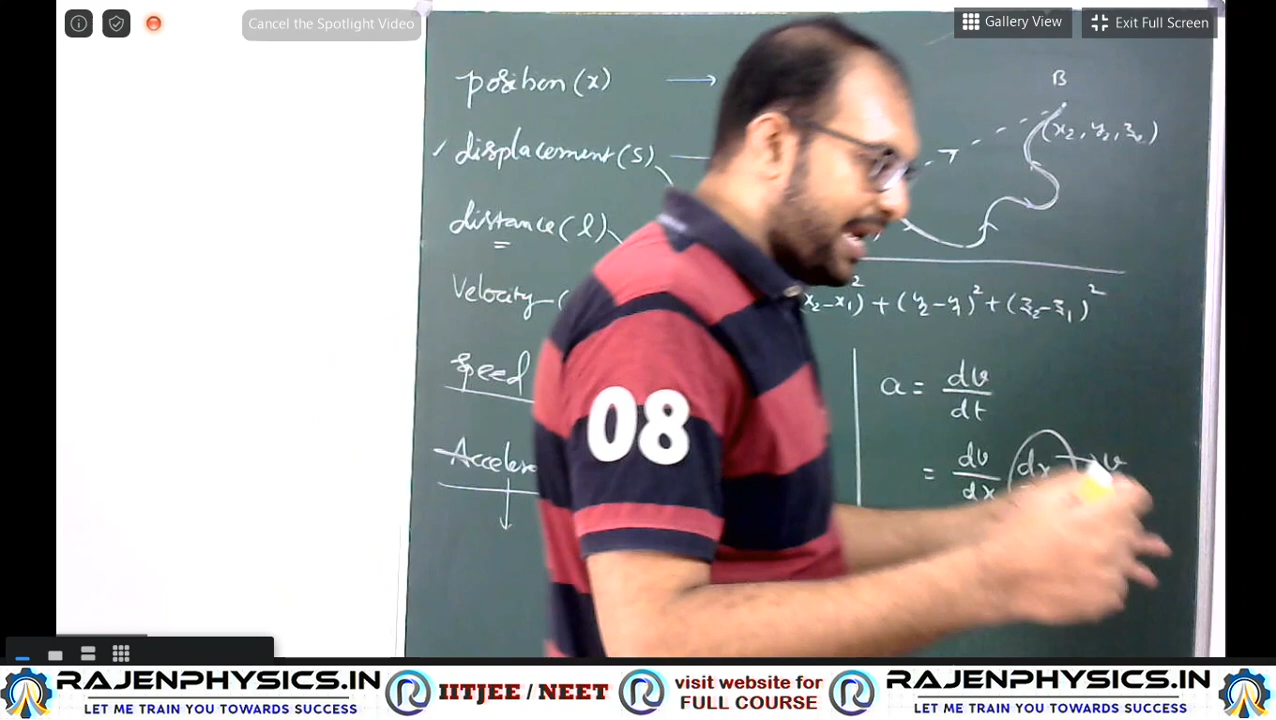 Cancel the Spotlight Video
Gallery View
Exit Full Screen
position (x) →
B
(x₂, y₂, z₂)
✓ displacement (s)
distance (l)
Velocity (
x₂-x₁)² + (y₂-y₁)² + (z₂-z₁)²
Speed
a = dv/dt
= dv/dx dx → v
Accelera
08
RAJENPHYSICS.IN
LET ME TRAIN YOU TOWARDS SUCCESS
IITJEE / NEET
visit website for
FULL COURSE
RAJENPHYSICS.IN
LET ME TRAIN YOU TOWARDS SUCCESS